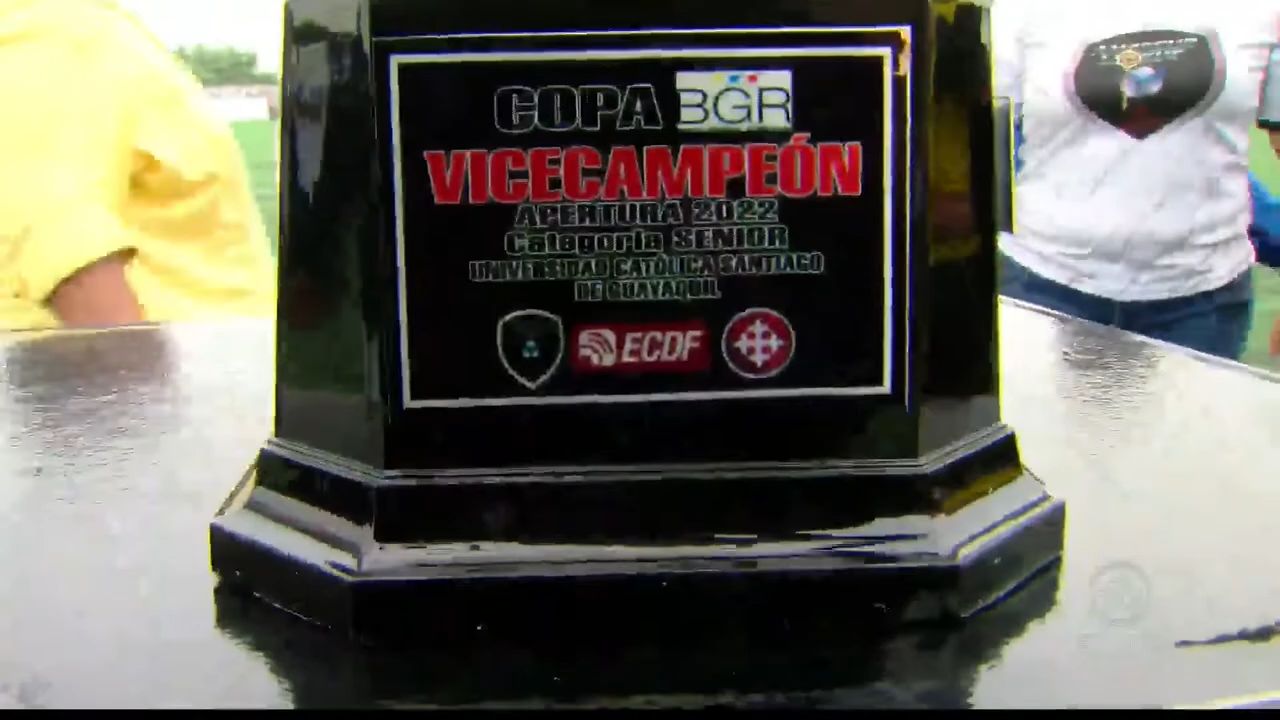 COPA BGR
VICECAMPEÓN
APERTURA 2022
Categoría SENIOR
UNIVERSIDAD CATÓLICA SANTIAGO
DE GUAYAQUIL
ECDF